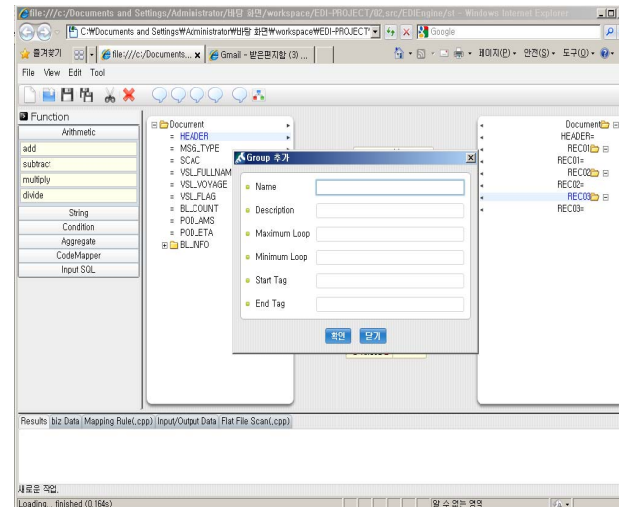 file:///c:/Documents and Settings/Administrator/바탕 화면/workspace/EDI-PROJECT/02.src/EDIEngine/st - Windows Internet Explorer
C:₩Documents and Settings₩Administrator₩바탕 화면₩workspace₩EDI-PROJECT₩
Google
즐겨찾기
file:///c:/Documents...
Gmail - 받은편지함 (3) ...
페이지(P)
안전(S)
도구(O)
File View Edit Tool
Function
Arithmetic
add
subtract
multiply
divide
String
Condition
Aggregate
CodeMapper
Input SQL
Document
= HEADER
= MSG_TYPE
= SCAC
= VSL_FULLNAM
= VSL_VOYAGE
= VSL_FLAG
= BL_COUNT
= POD_AMS
= POD_ETA
BL_INFO
Group 추가
Name
Description
Maximum Loop
Minimum Loop
Start Tag
End Tag
확인 닫기
Document
HEADER=
REC01
REC01=
REC02
REC02=
REC03
REC03=
Results biz Data Mapping Rule(.cpp) Input/Output Data Flat File Scan(.cpp)
새로운 작업.
Loading... finished (0.164s)
알 수 없는 영역